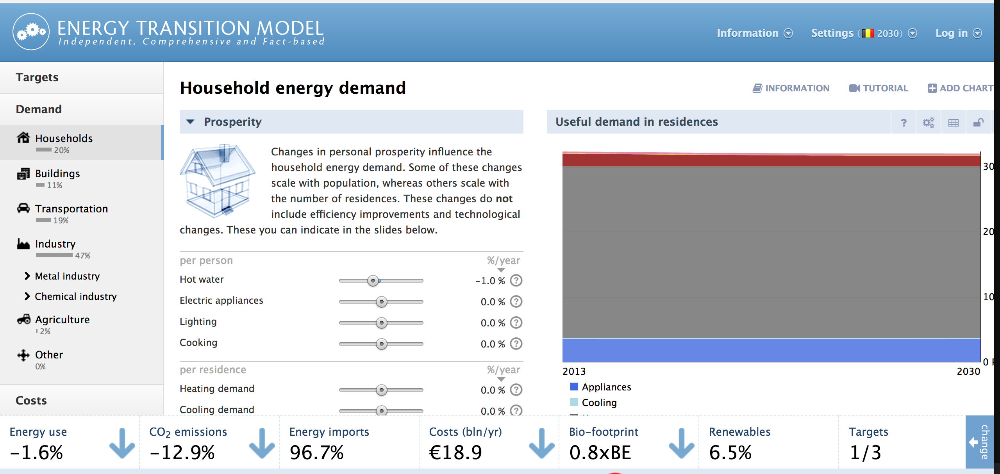 ENERGY TRANSITION MODEL
Independent, Comprehensive and Fact-based
Information
Settings ( 2030)
Log in
Targets
Demand
Households
20%
Buildings
11%
Transportation
19%
Industry
47%
Metal industry
Chemical industry
Agriculture
2%
Other
0%
Costs
Household energy demand
INFORMATION
TUTORIAL
ADD CHART
Prosperity
Changes in personal prosperity influence the
household energy demand. Some of these changes
scale with population, whereas others scale with
the number of residences. These changes do not
include efficiency improvements and technological
changes. These you can indicate in the slides below.
per person %/year
Hot water -1.0 % ?
Electric appliances 0.0 % ?
Lighting 0.0 % ?
Cooking 0.0 % ?
per residence %/year
Heating demand 0.0 % ?
Cooling demand 0.0 % ?
Useful demand in residences
?
30
20
10
0
2013 2030
Appliances
Cooling
Energy use
-1.6%
CO2 emissions
-12.9%
Energy imports
96.7%
Costs (bln/yr)
€18.9
Bio-footprint
0.8xBE
Renewables
6.5%
Targets
1/3
change